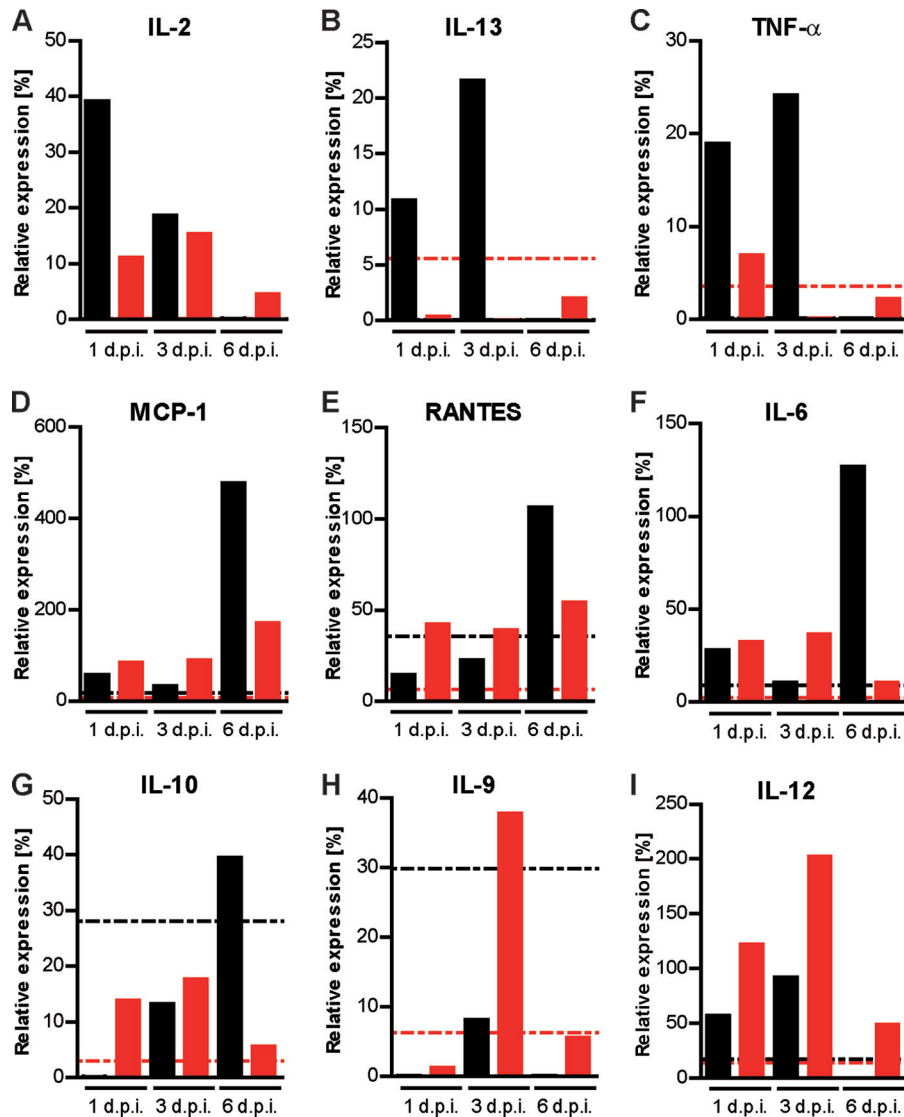 A IL-2
Relative expression [%]
50
40
30
20
10
0
1 d.p.i. 3 d.p.i. 6 d.p.i.
B IL-13
Relative expression [%]
25
20
15
10
5
0
1 d.p.i. 3 d.p.i. 6 d.p.i.
C TNF-α
Relative expression [%]
30
20
10
0
1 d.p.i. 3 d.p.i. 6 d.p.i.
D MCP-1
Relative expression [%]
600
400
200
0
1 d.p.i. 3 d.p.i. 6 d.p.i.
E RANTES
Relative expression [%]
150
100
50
0
1 d.p.i. 3 d.p.i. 6 d.p.i.
F IL-6
Relative expression [%]
150
100
50
0
1 d.p.i. 3 d.p.i. 6 d.p.i.
G IL-10
Relative expression [%]
50
40
30
20
10
0
1 d.p.i. 3 d.p.i. 6 d.p.i.
H IL-9
Relative expression [%]
40
30
20
10
0
1 d.p.i. 3 d.p.i. 6 d.p.i.
I IL-12
Relative expression [%]
250
200
150
100
50
0
1 d.p.i. 3 d.p.i. 6 d.p.i.